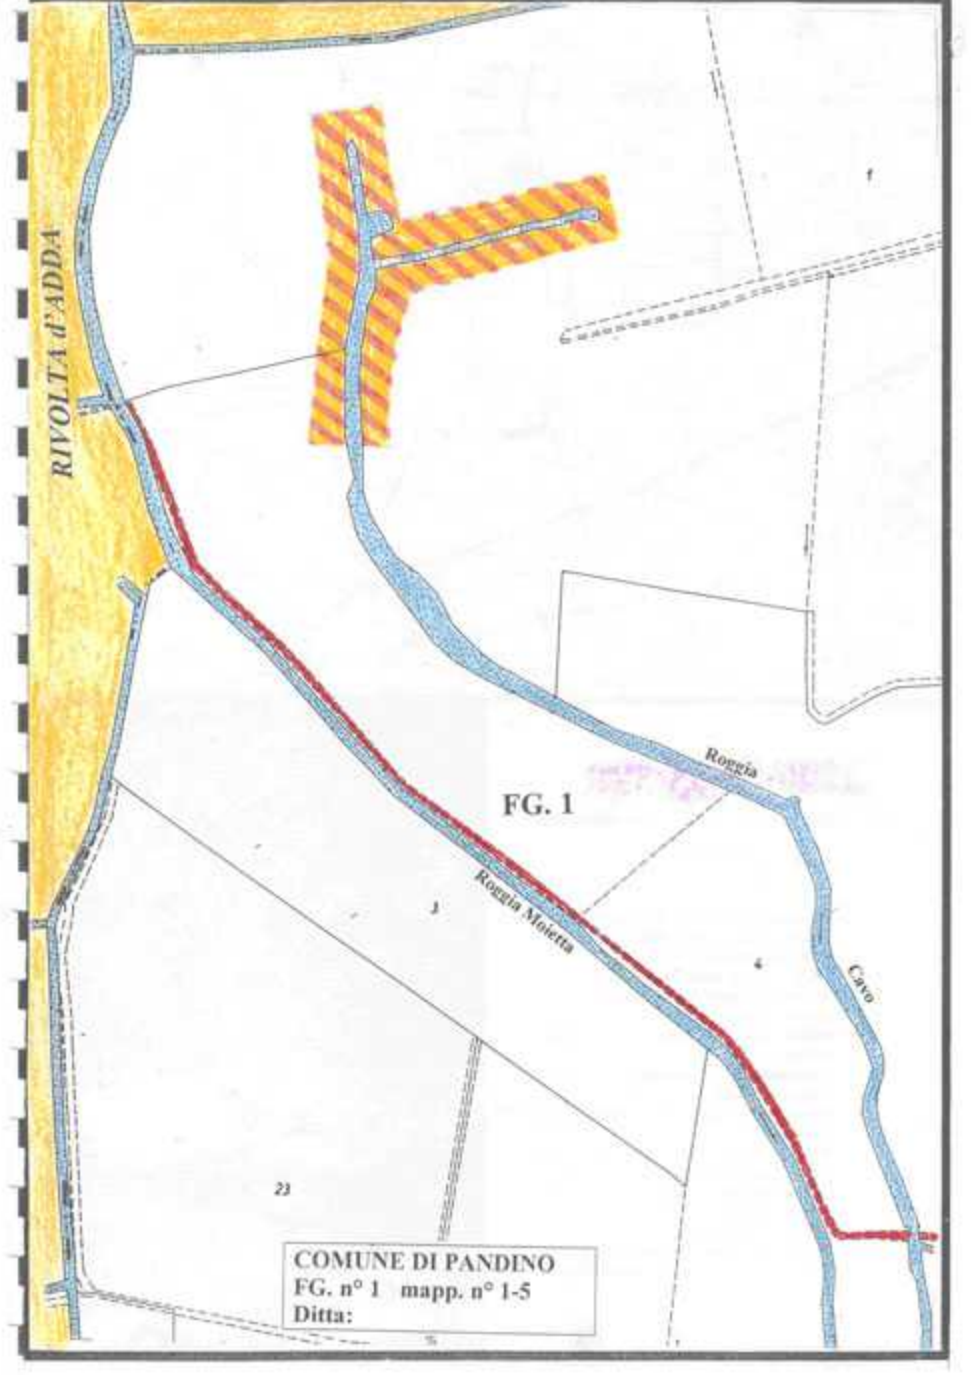 1
RIVOLTA d'ADDA
Roggia
FG. 1
Roggia Moietta
3
4
Cavo
23
COMUNE DI PANDINO
FG. n° 1 mapp. n° 1-5
Ditta: